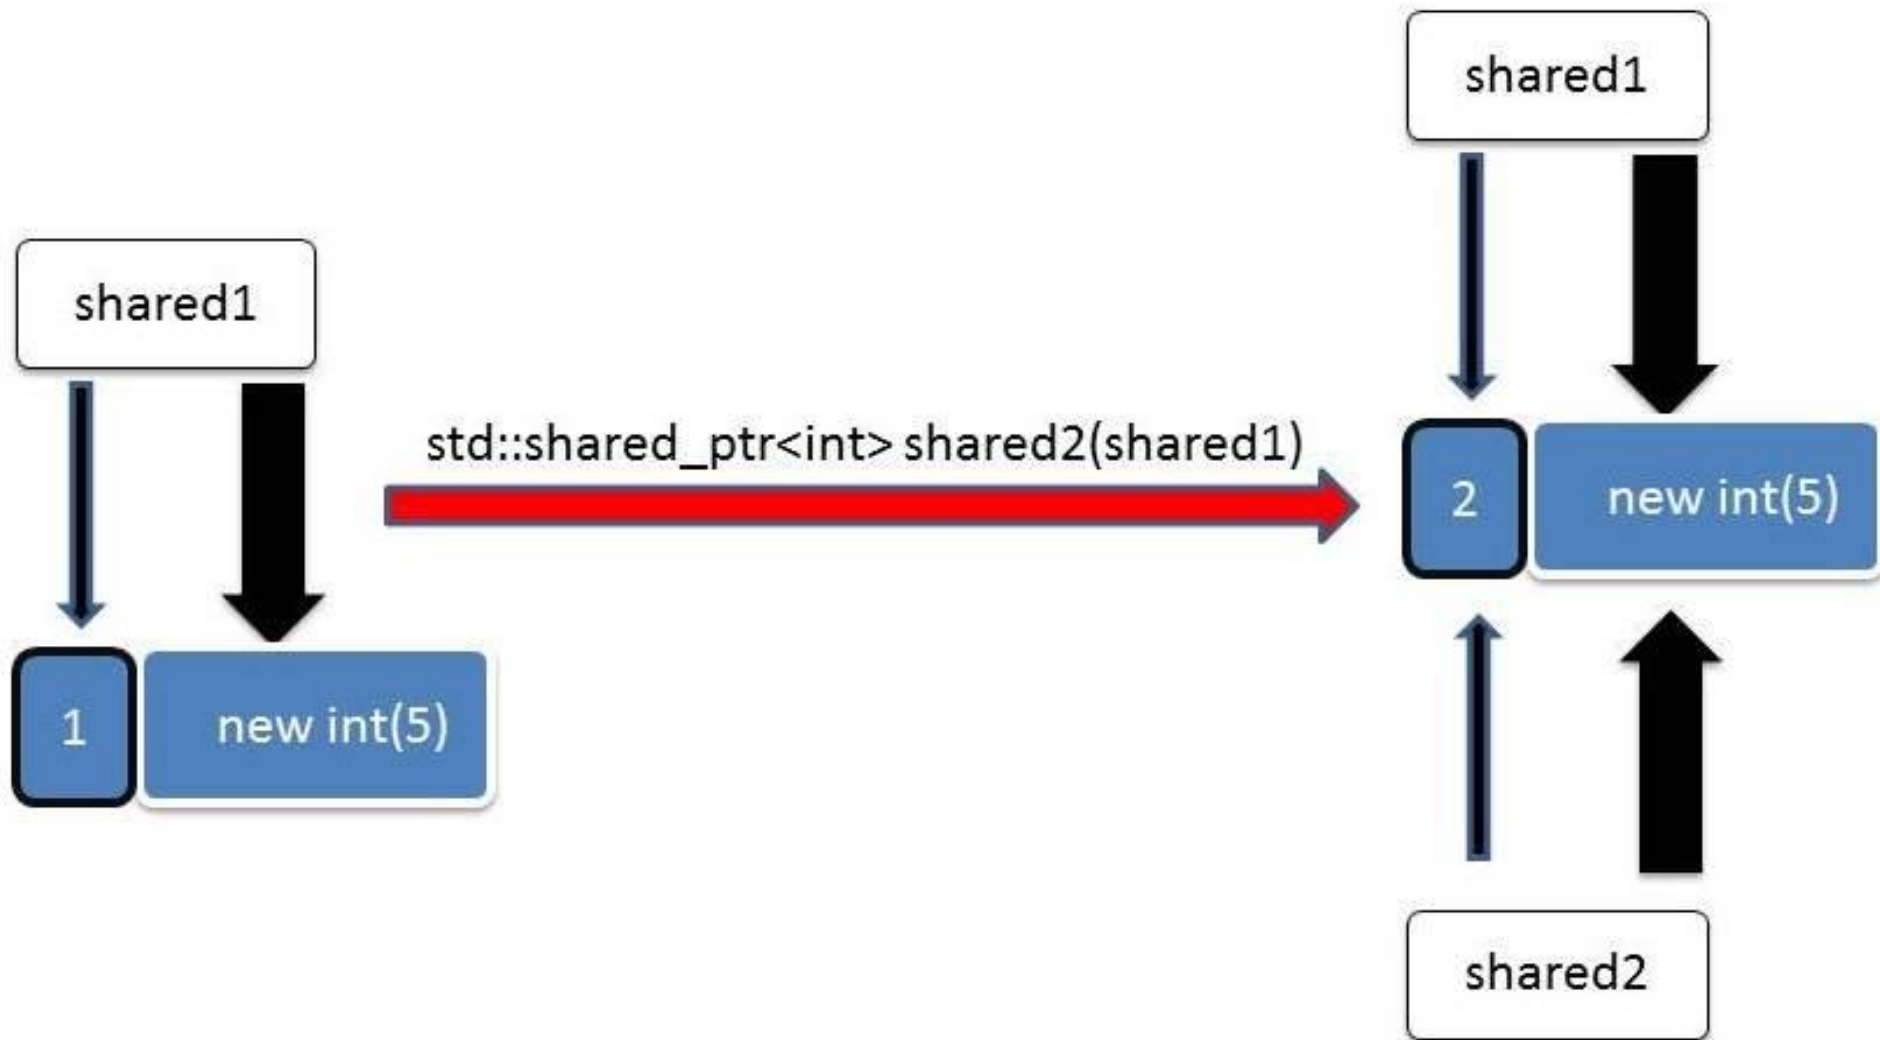 shared1
1
new int(5)
std::shared_ptr<int> shared2(shared1)
shared1
2
new int(5)
shared2